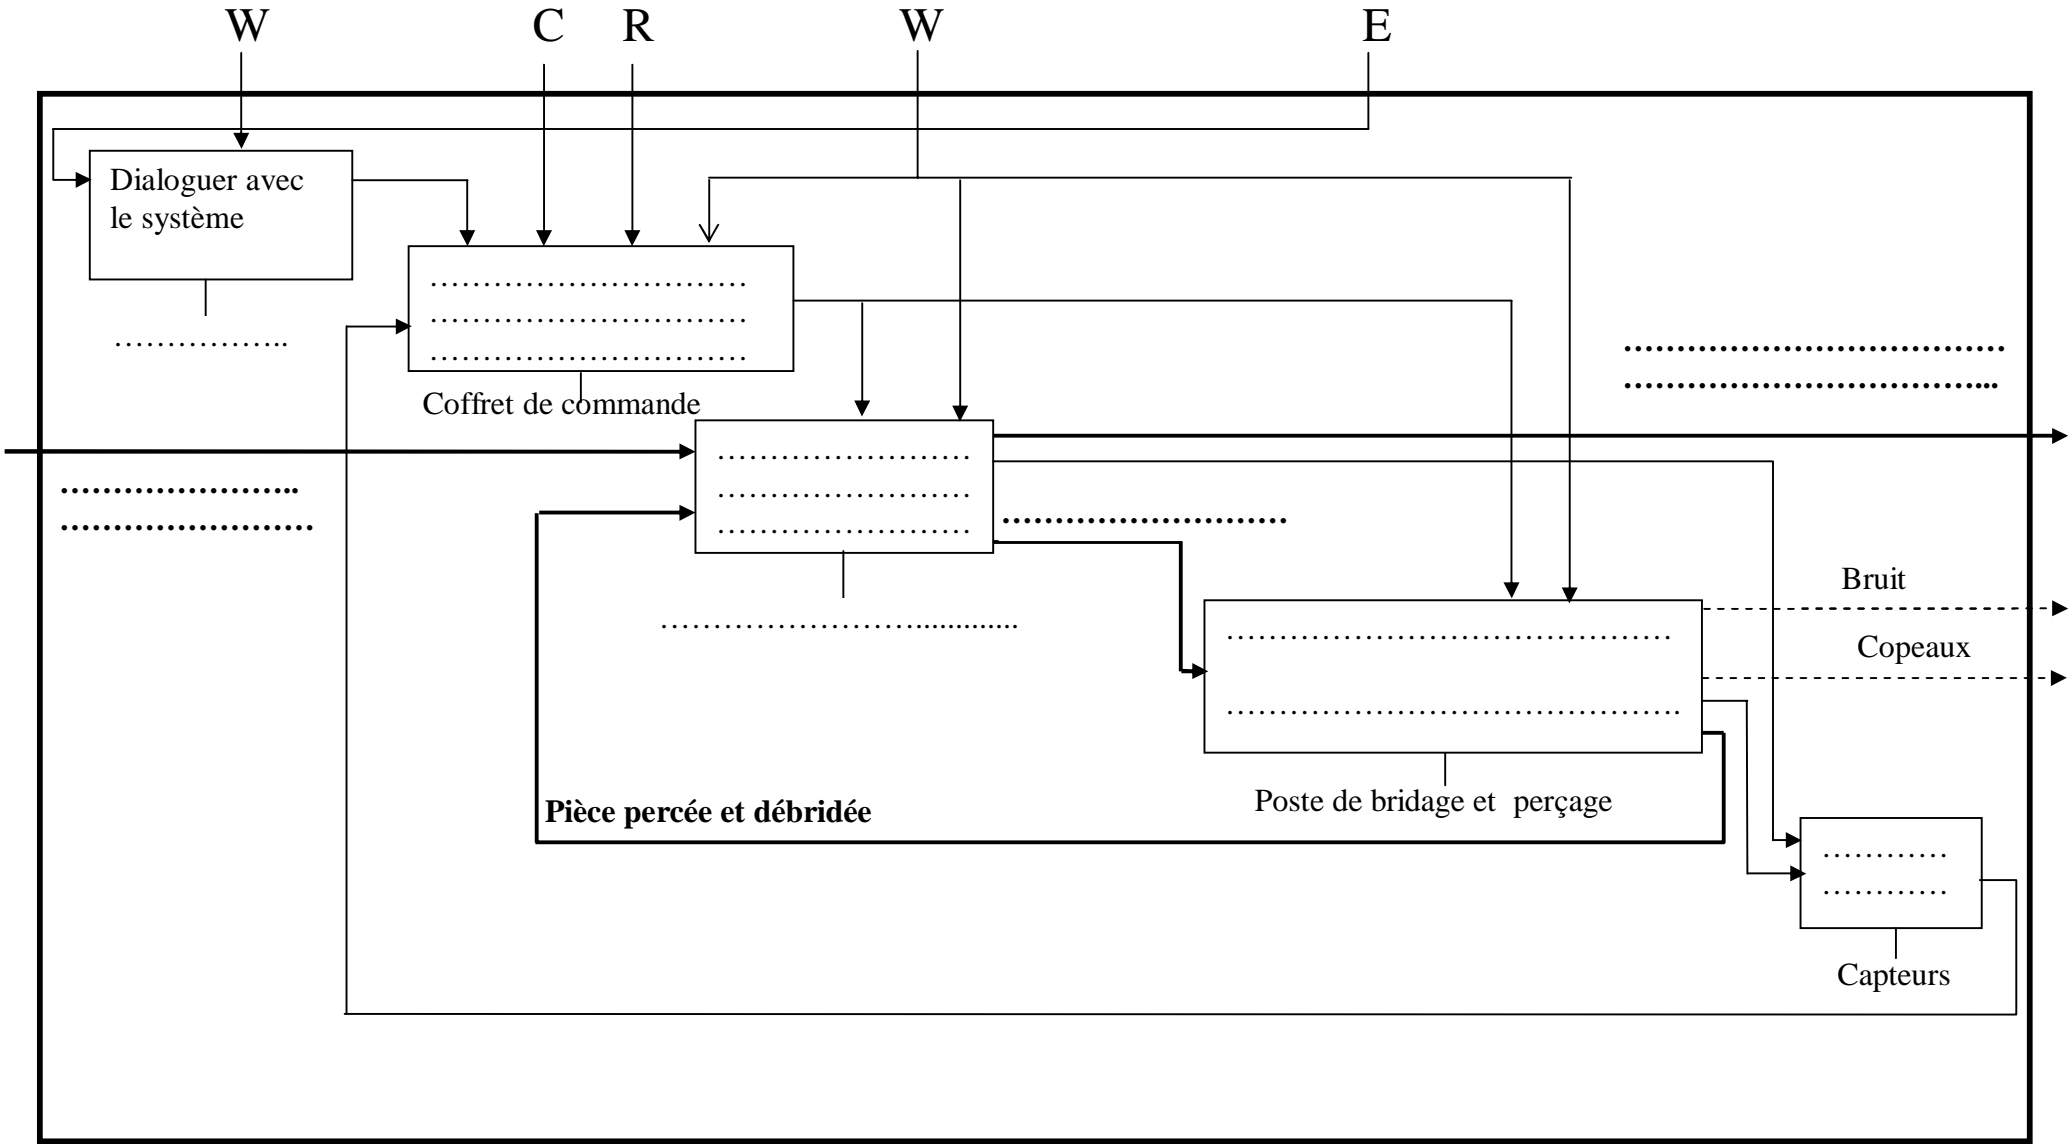 W C R W E
Dialoguer avec
le système
…………………………
…………………………
…………………………
……………..
Coffret de commande
………………………………
……………………………...
…………………..
……………………
……………………
……………………
……………………
………………………
……………………............
Bruit
Copeaux
……………………………………
…………………………………….
Poste de bridage et perçage
Pièce percée et débridée
…………
…………
Capteurs